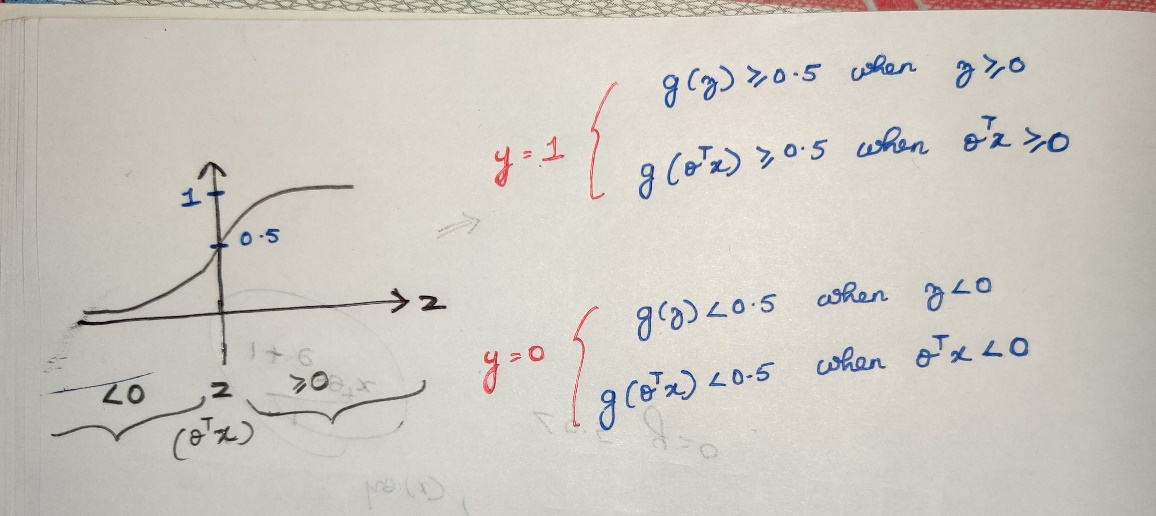 1
0.5
z
<0 z ≥0
(θᵀx)
y = 1
g(z) ≥ 0.5 when z ≥ 0
g(θᵀx) ≥ 0.5 when θᵀx ≥ 0
y = 0
g(z) < 0.5 when z < 0
g(θᵀx) < 0.5 when θᵀx < 0